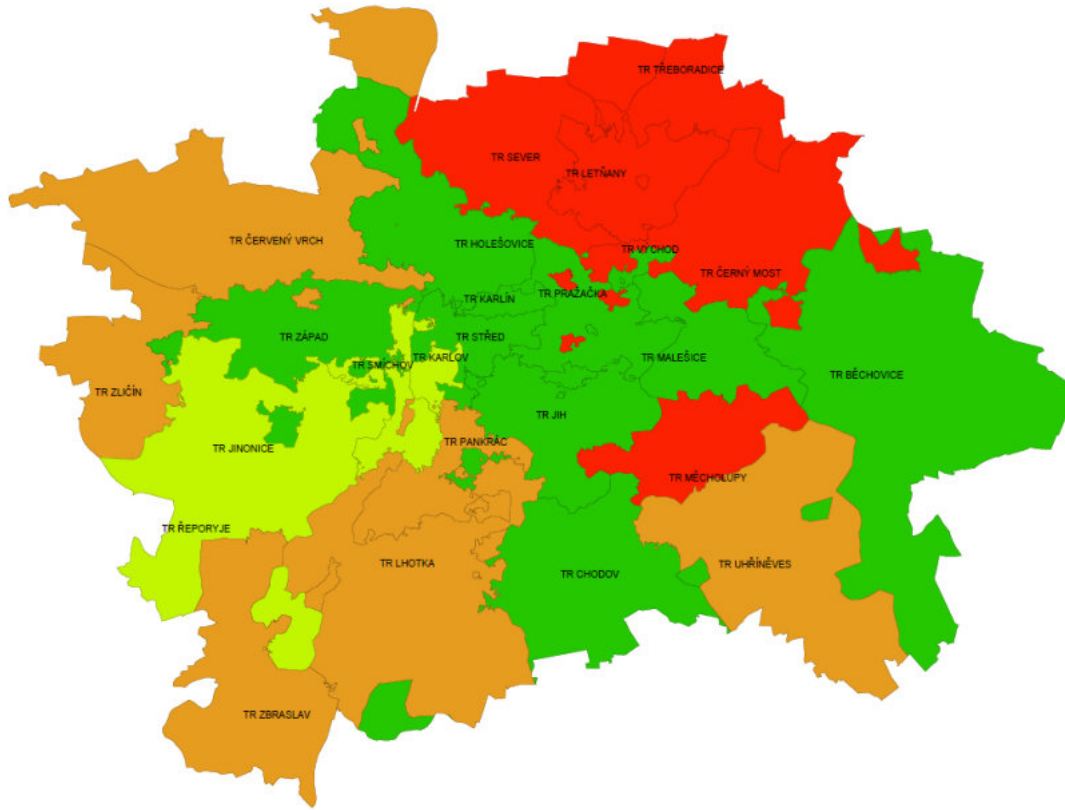 TR TŘEBORADICE
TR SEVER
TR LETŇANY
TR ČERVENÝ VRCH
TR HOLEŠOVICE
TR VÝCHOD
TR ČERNÝ MOST
TR KARLÍN
TR PRAŽAČKA
TR ZÁPAD
TR STŘED
TR SMÍCHOV
TR KARLOV
TR MALEŠICE
TR BĚCHOVICE
TR ZLIČÍN
TR JIH
TR JINONICE
TR PANKRÁC
TR MĚCHOLUPY
TR ŘEPORYJE
TR LHOTKA
TR CHODOV
TR UHŘÍNĚVES
TR ZBRASLAV